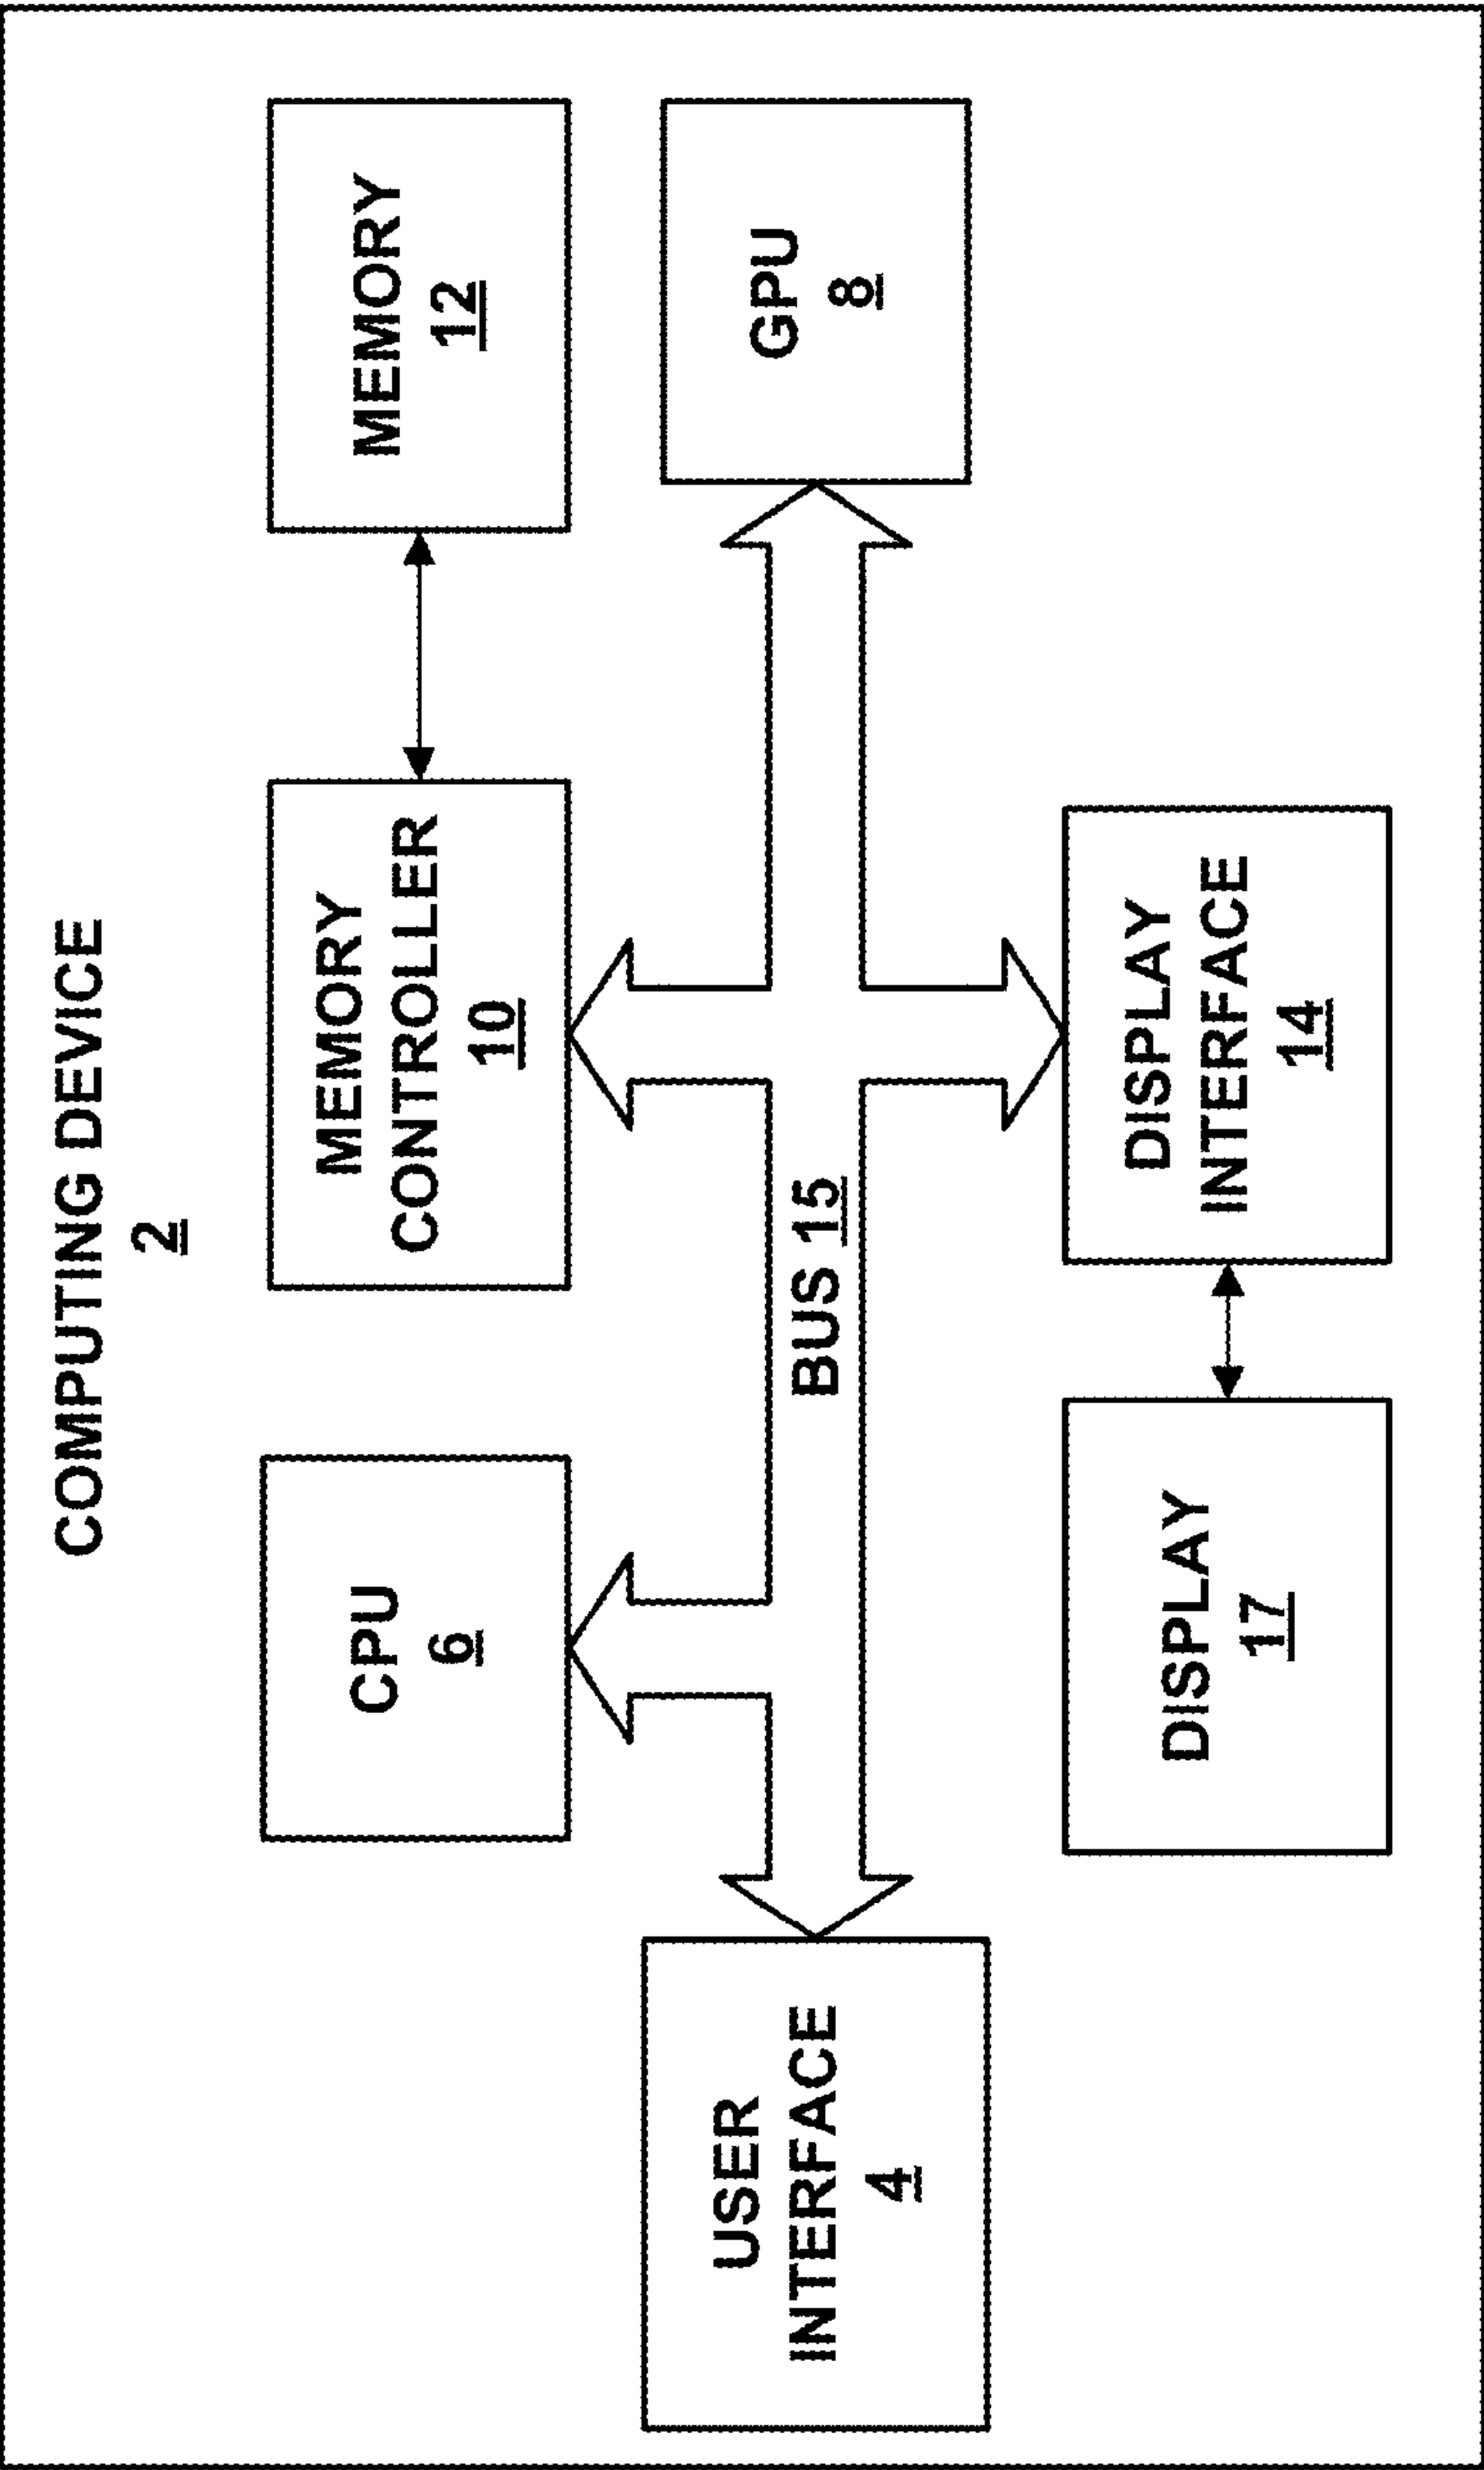 COMPUTING DEVICE
2
CPU
6
MEMORY
CONTROLLER
10
MEMORY
12
USER
INTERFACE
4
BUS 15
GPU
8
DISPLAY
17
DISPLAY
INTERFACE
14